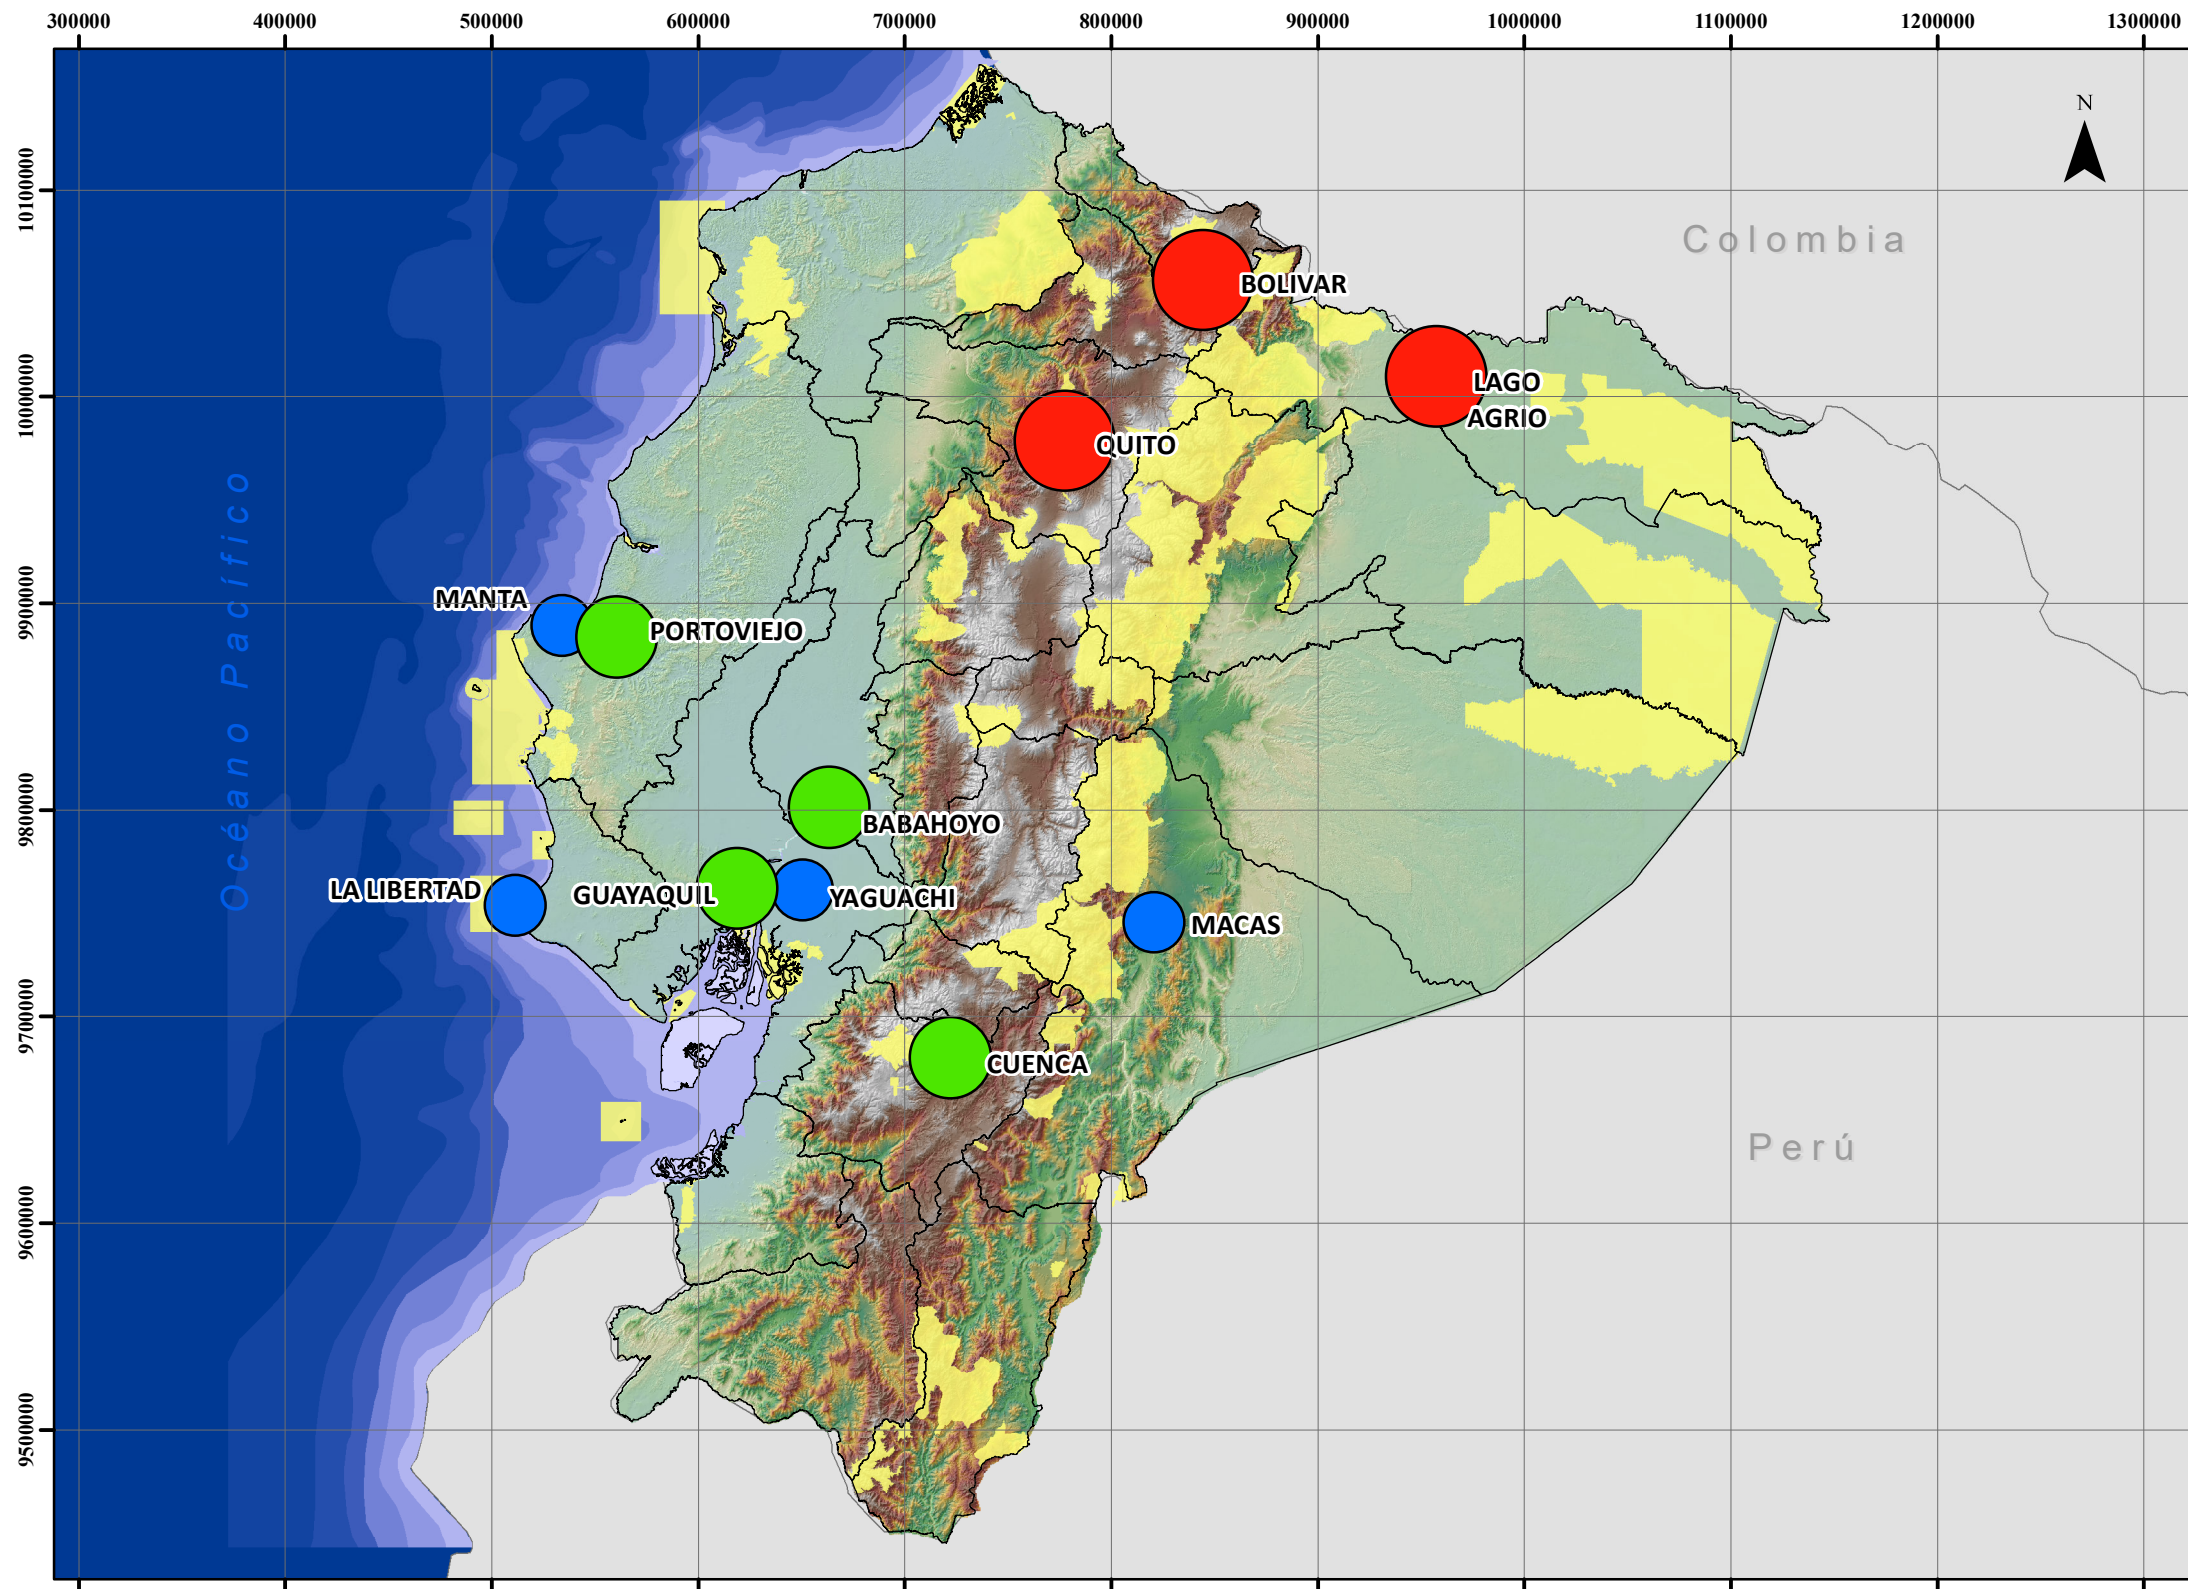 300000 400000 500000 600000 700000 800000 900000 1000000 1100000 1200000 1300000
N
10100000
Colombia
BOLIVAR
LAGO
AGRIO
10000000
QUITO
Océano Pacífico
9900000
MANTA
PORTOVIEJO
9800000
BABAHOYO
LA LIBERTAD
GUAYAQUIL
YAGUACHI
MACAS
9700000
CUENCA
Perú
9600000
9500000